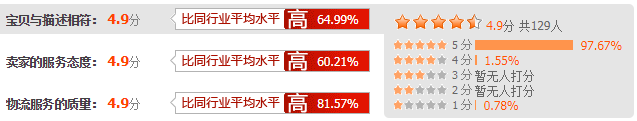 宝贝与描述相符： 4.9分 比同行业平均水平 高 64.99%
卖家的服务态度： 4.9分 比同行业平均水平 高 60.21%
物流服务的质量： 4.9分 比同行业平均水平 高 81.57%
4.9分 共129人
5分 97.67%
4分 1.55%
3分 暂无人打分
2分 暂无人打分
1分 0.78%